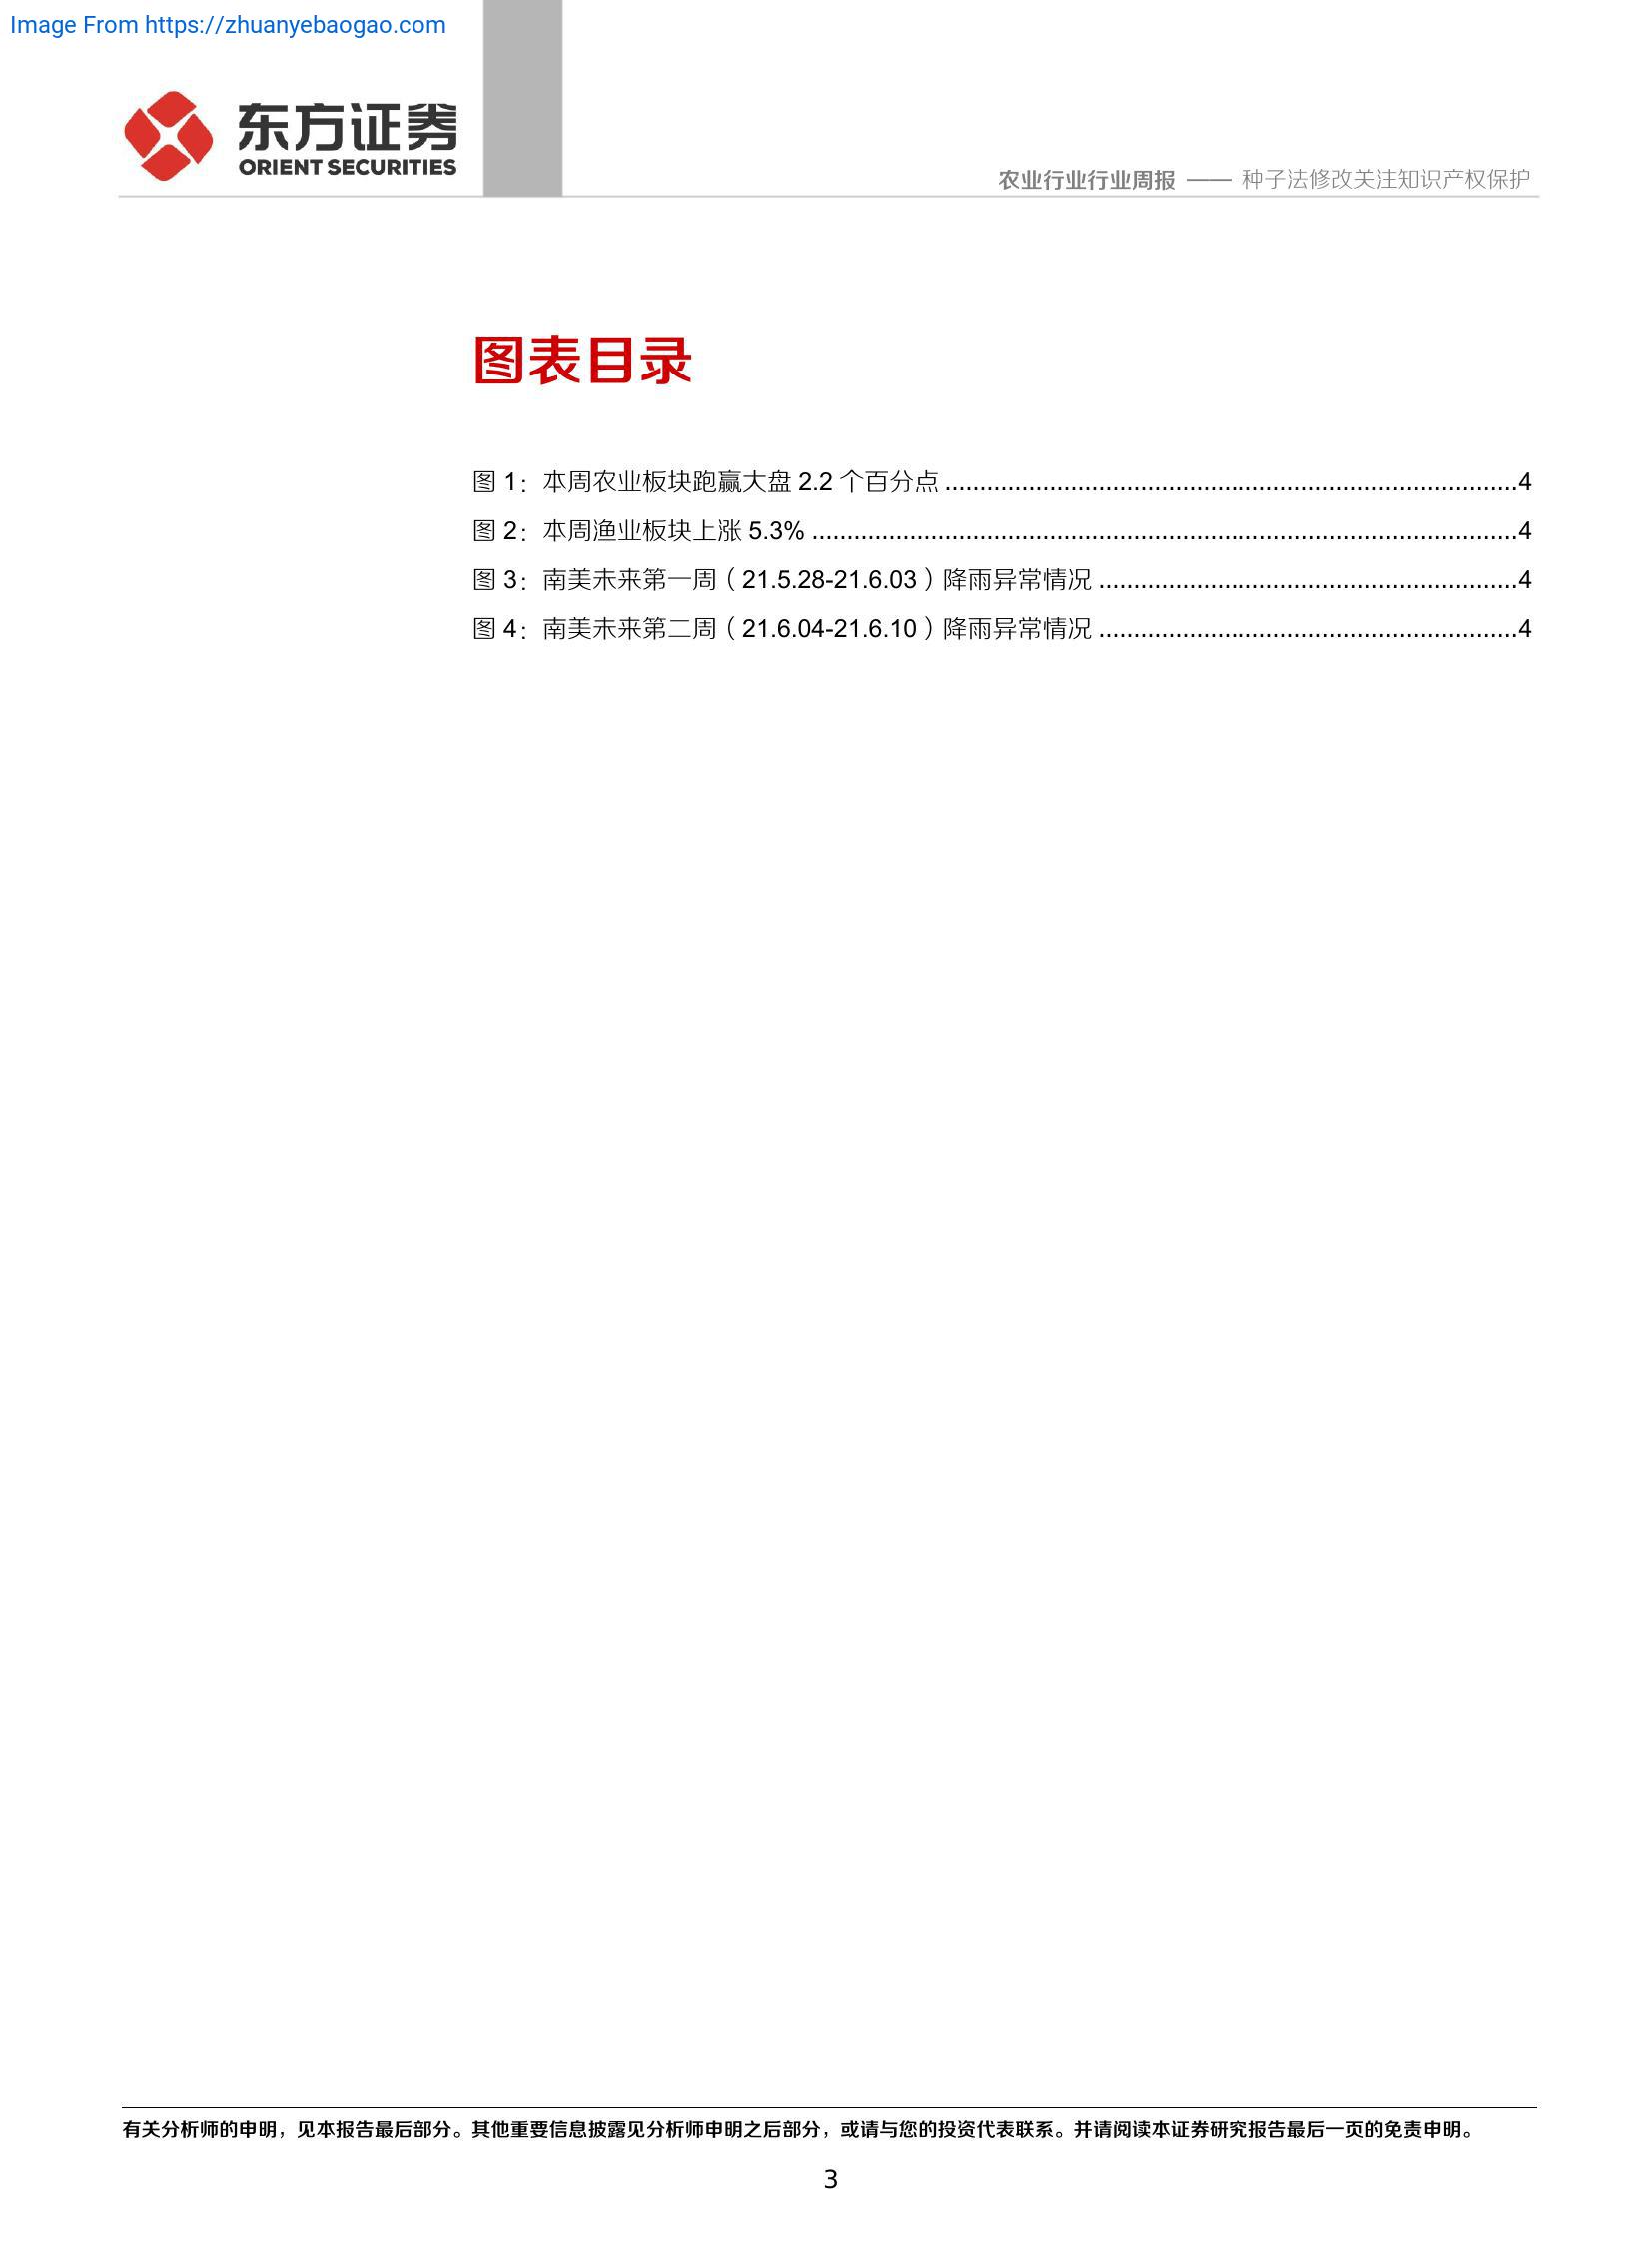 Image From https://zhuanyebaogao.com
东方证券
ORIENT SECURITIES
农业行业行业周报 —— 种子法修改关注知识产权保护
图表目录
图 1：本周农业板块跑赢大盘 2.2 个百分点 ..................................................................................4
图 2：本周渔业板块上涨 5.3% .....................................................................................................4
图 3：南美未来第一周（21.5.28-21.6.03）降雨异常情况 ............................................................4
图 4：南美未来第二周（21.6.04-21.6.10）降雨异常情况 ............................................................4
有关分析师的申明，见本报告最后部分。其他重要信息披露见分析师申明之后部分，或请与您的投资代表联系。并请阅读本证券研究报告最后一页的免责申明。
3